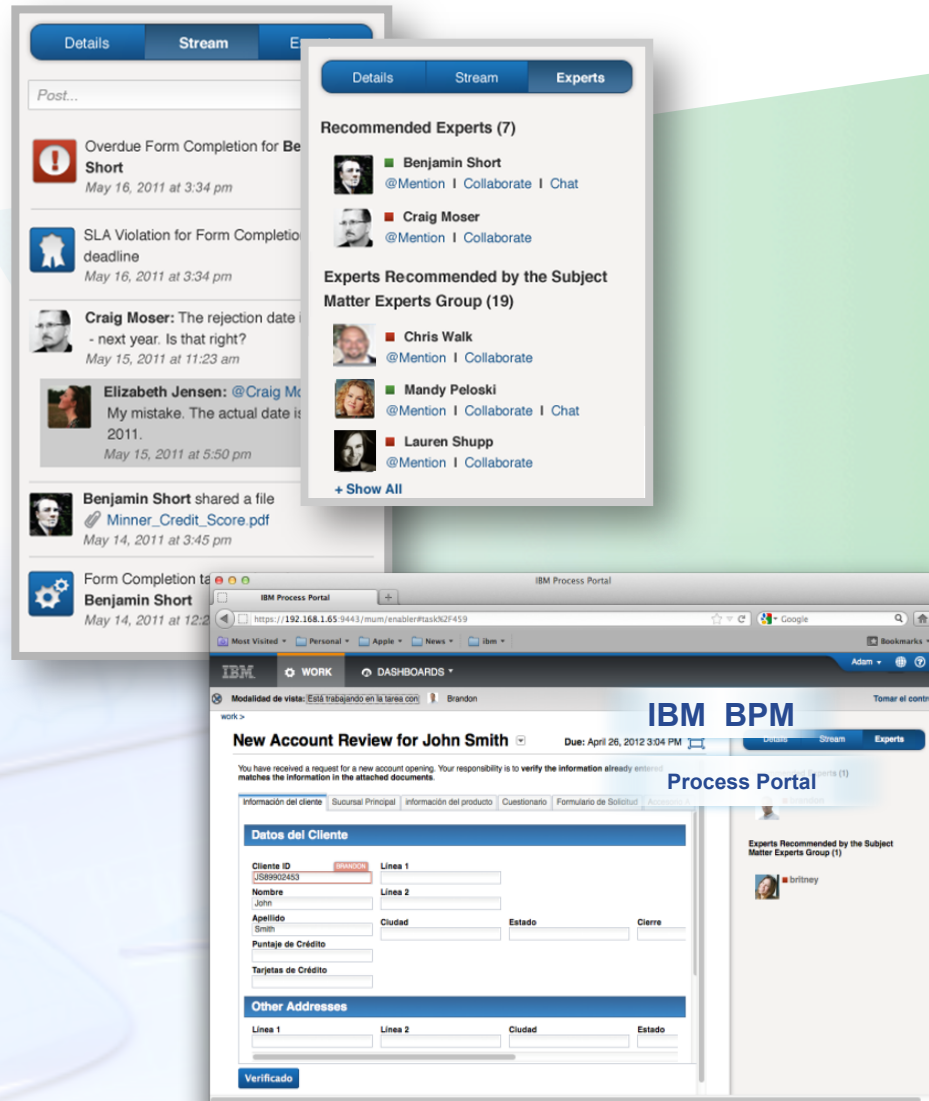 Details
Stream
Post...
Overdue Form Completion for Be
Short
May 16, 2011 at 3:34 pm
SLA Violation for Form Completio
deadline
May 16, 2011 at 3:34 pm
Craig Moser: The rejection date
- next year. Is that right?
May 15, 2011 at 11:23 am
Elizabeth Jensen: @Craig Mo
My mistake. The actual date is
2011.
May 15, 2011 at 5:50 pm
Benjamin Short shared a file
Minner_Credit_Score.pdf
May 14, 2011 at 3:45 pm
Form Completion ta
Benjamin Short
May 14, 2011 at 12:2
Details Stream Experts
Recommended Experts (7)
Benjamin Short
@Mention I Collaborate I Chat
Craig Moser
@Mention I Collaborate
Experts Recommended by the Subject
Matter Experts Group (19)
Chris Walk
@Mention I Collaborate
Mandy Peloski
@Mention I Collaborate I Chat
Lauren Shupp
@Mention I Collaborate
+ Show All
IBM Process Portal
IBM Process Portal
https://192.168.1.65:9443/mum/enabler#task%2F459
Google
Most Visited Personal Apple News ibm Bookmarks
Adam
IBM WORK DASHBOARDS
Modalidad de vista: Está trabajando en la tarea con Brandon
Tomar el contro
work >
IBM BPM
New Account Review for John Smith
Due: April 26, 2012 3:04 PM
Details Stream Experts
You have received a request for a new account opening. Your responsibility is to verify the information already entered
matches the information in the attached documents.
Process Portal
Experts (1)
Información del cliente Sucursal Principal información del producto Cuestionario Formulario de Solicitud
Datos del Cliente
Cliente ID BRANDON Línea 1
JS89902453
Nombre Línea 2
John
Apellido Ciudad Estado Cierre
Smith
Puntaje de Crédito
Tarjetas de Crédito
Other Addresses
Línea 1 Línea 2 Ciudad Estado
Verificado
Experts Recommended by the Subject
Matter Experts Group (1)
britney